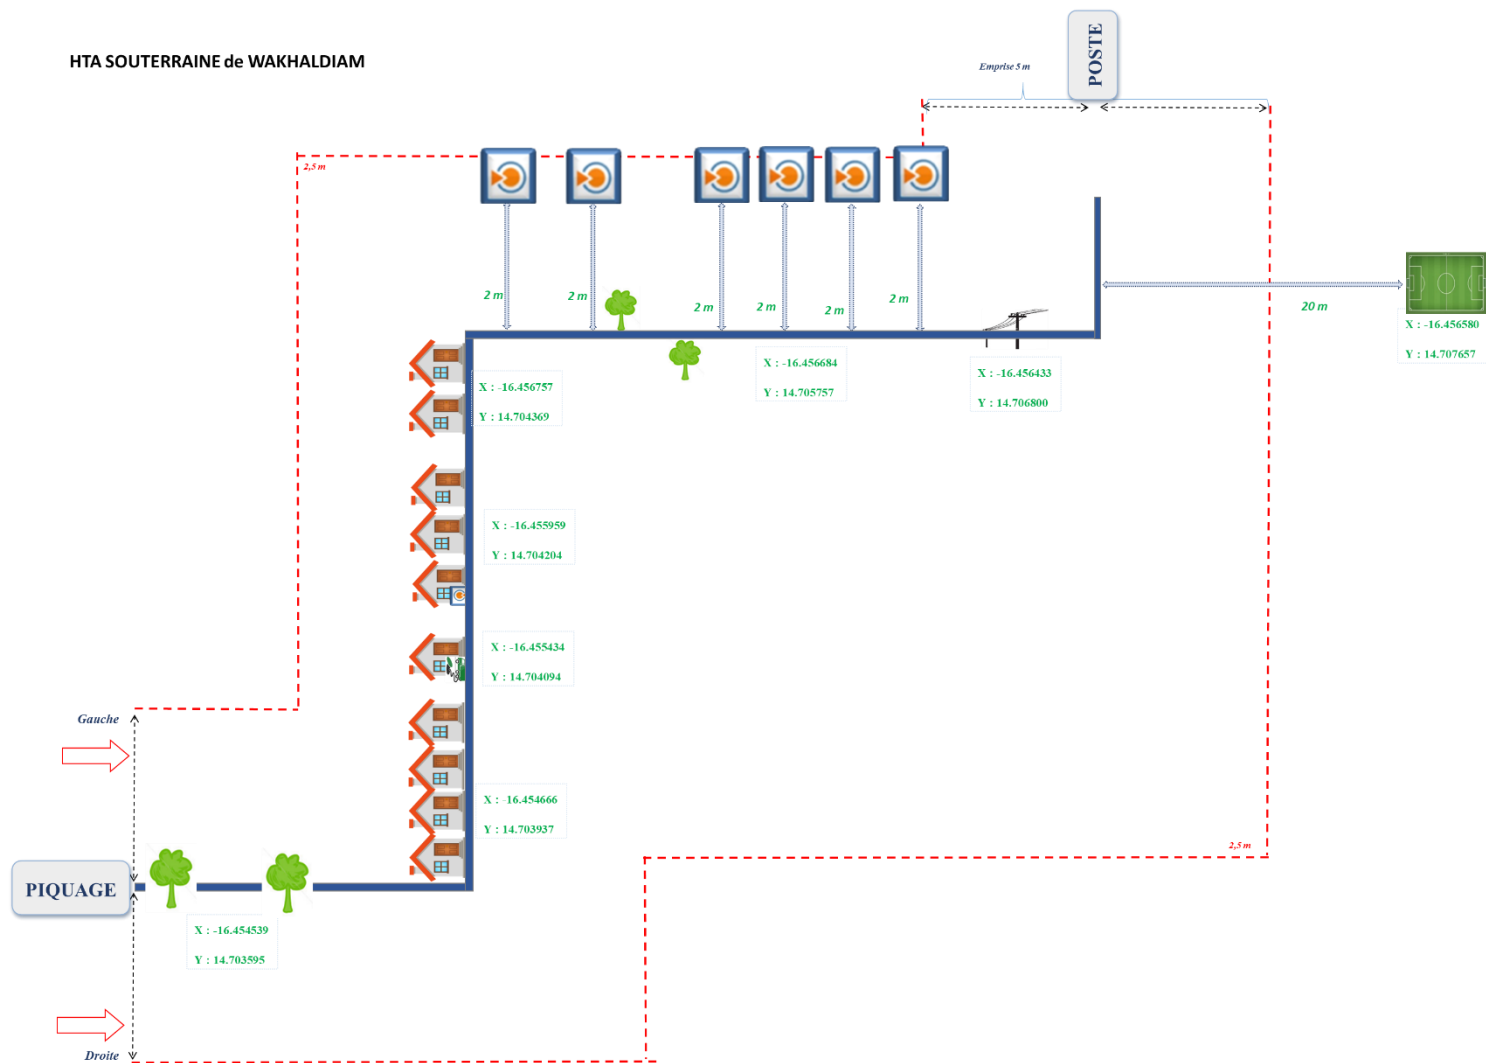 HTA SOUTERRAINE de WAKHALDIAM
POSTE
Emprise 5 m
2,5 m
2 m
2 m
2 m
2 m
2 m
2 m
20 m
X : -16.456580
Y : 14.707657
X : -16.456684
Y : 14.705757
X : -16.456433
Y : 14.706800
X : -16.456757
Y : 14.704369
X : -16.455959
Y : 14.704204
X : -16.455434
Y : 14.704094
Gauche
X : -16.454666
Y : 14.703937
2,5 m
PIQUAGE
X : -16.454539
Y : 14.703595
Droite